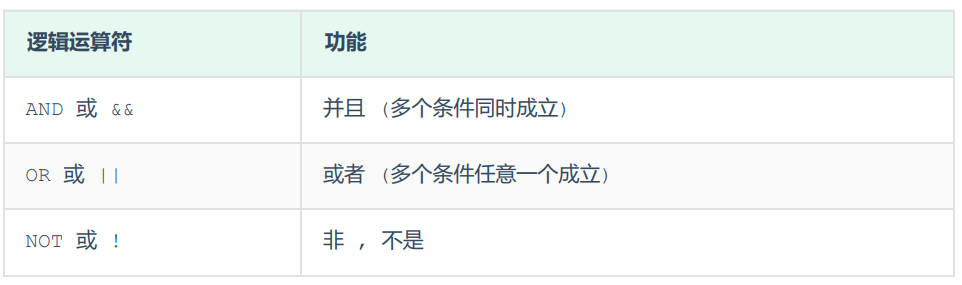 逻辑运算符 功能
AND 或 && 并且 (多个条件同时成立)
OR 或 || 或者 (多个条件任意一个成立)
NOT 或 ! 非 , 不是